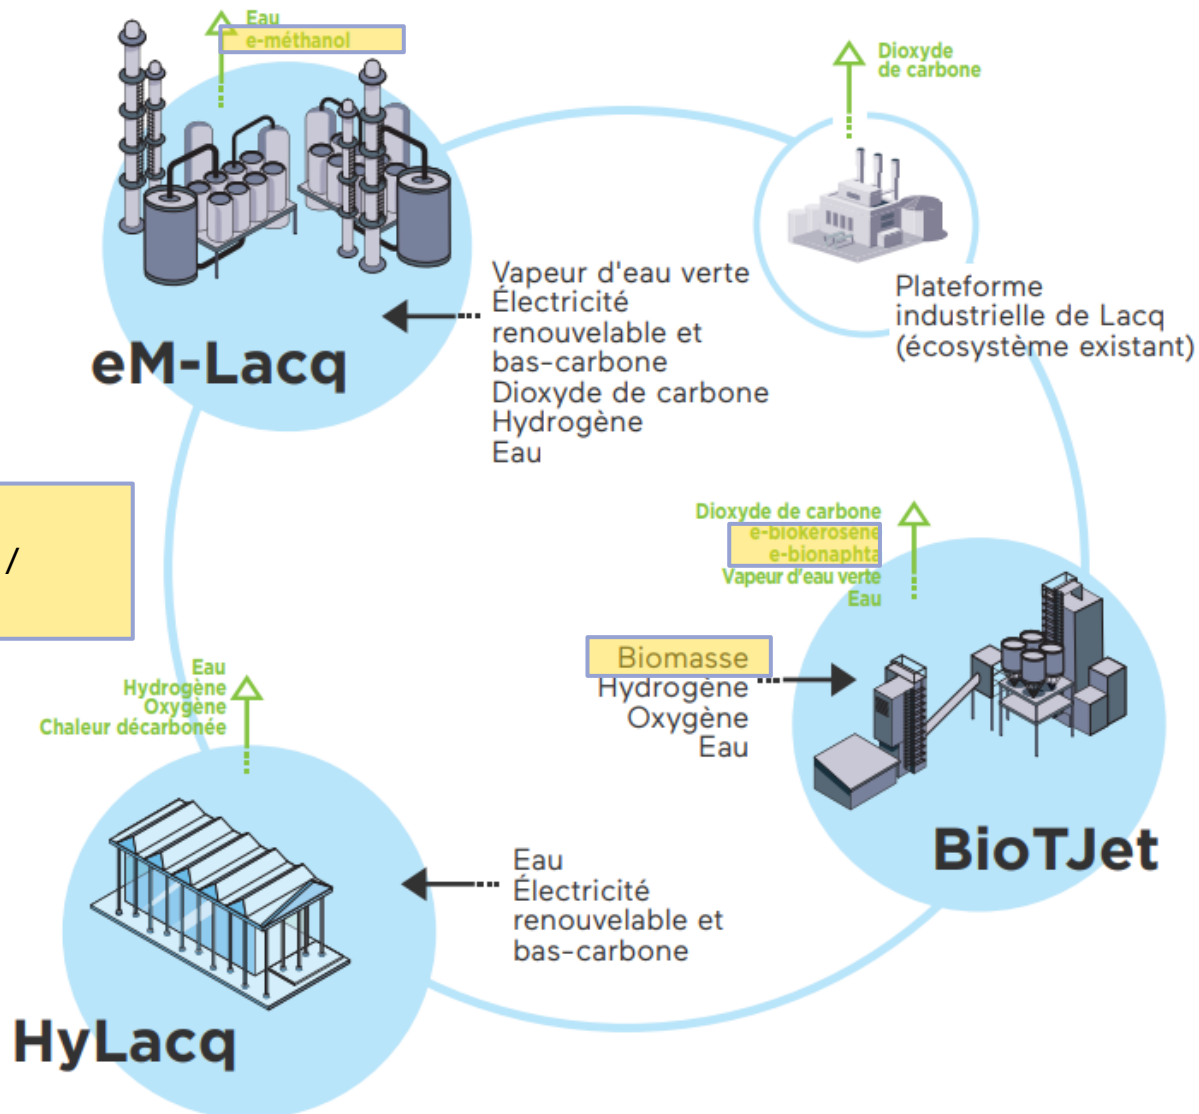 Eau
e-méthanol
Dioxyde
de carbone
Vapeur d'eau verte
Électricité
renouvelable et
bas-carbone
Dioxyde de carbone
Hydrogène
Eau
eM-Lacq
Plateforme
industrielle de Lacq
(écosystème existant)
/
Dioxyde de carbone
e-biokérosène
e-bionaphta
Vapeur d'eau verte
Eau
Biomasse
Hydrogène
Oxygène
Eau
BioTJet
Eau
Hydrogène
Oxygène
Chaleur décarbonée
Eau
Électricité
renouvelable et
bas-carbone
HyLacq